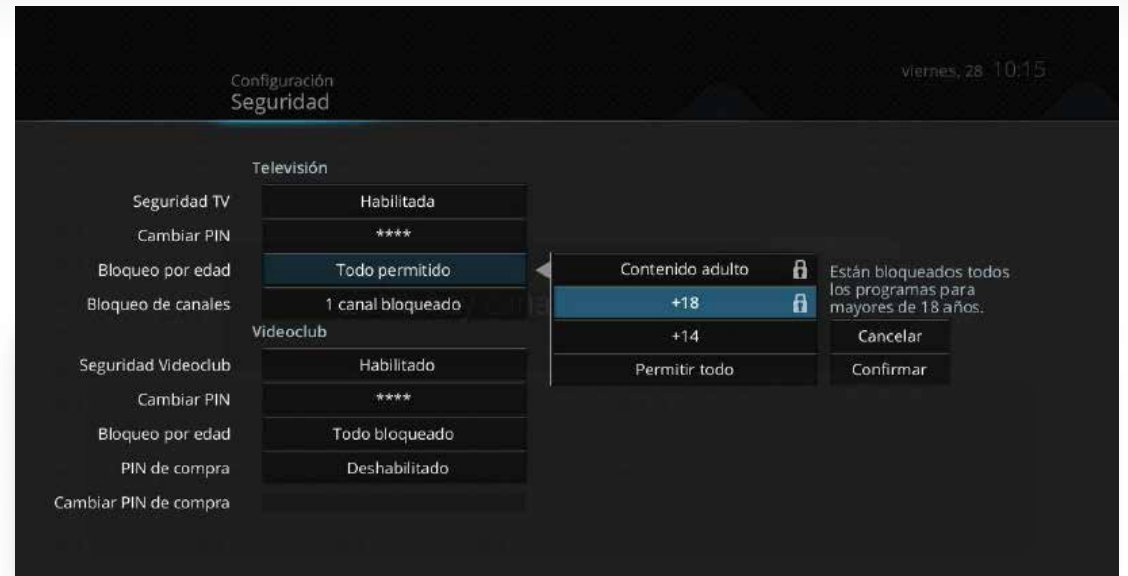 Configuración
Seguridad
viernes, 28 10:15
Televisión
Seguridad TV Habilitada
Cambiar PIN ****
Bloqueo por edad Todo permitido
Bloqueo de canales 1 canal bloqueado
Contenido adulto
+18
+14
Permitir todo
Están bloqueados todos
los programas para
mayores de 18 años.
Cancelar
Confirmar
Videoclub
Seguridad Videoclub Habilitado
Cambiar PIN ****
Bloqueo por edad Todo bloqueado
PIN de compra Deshabilitado
Cambiar PIN de compra